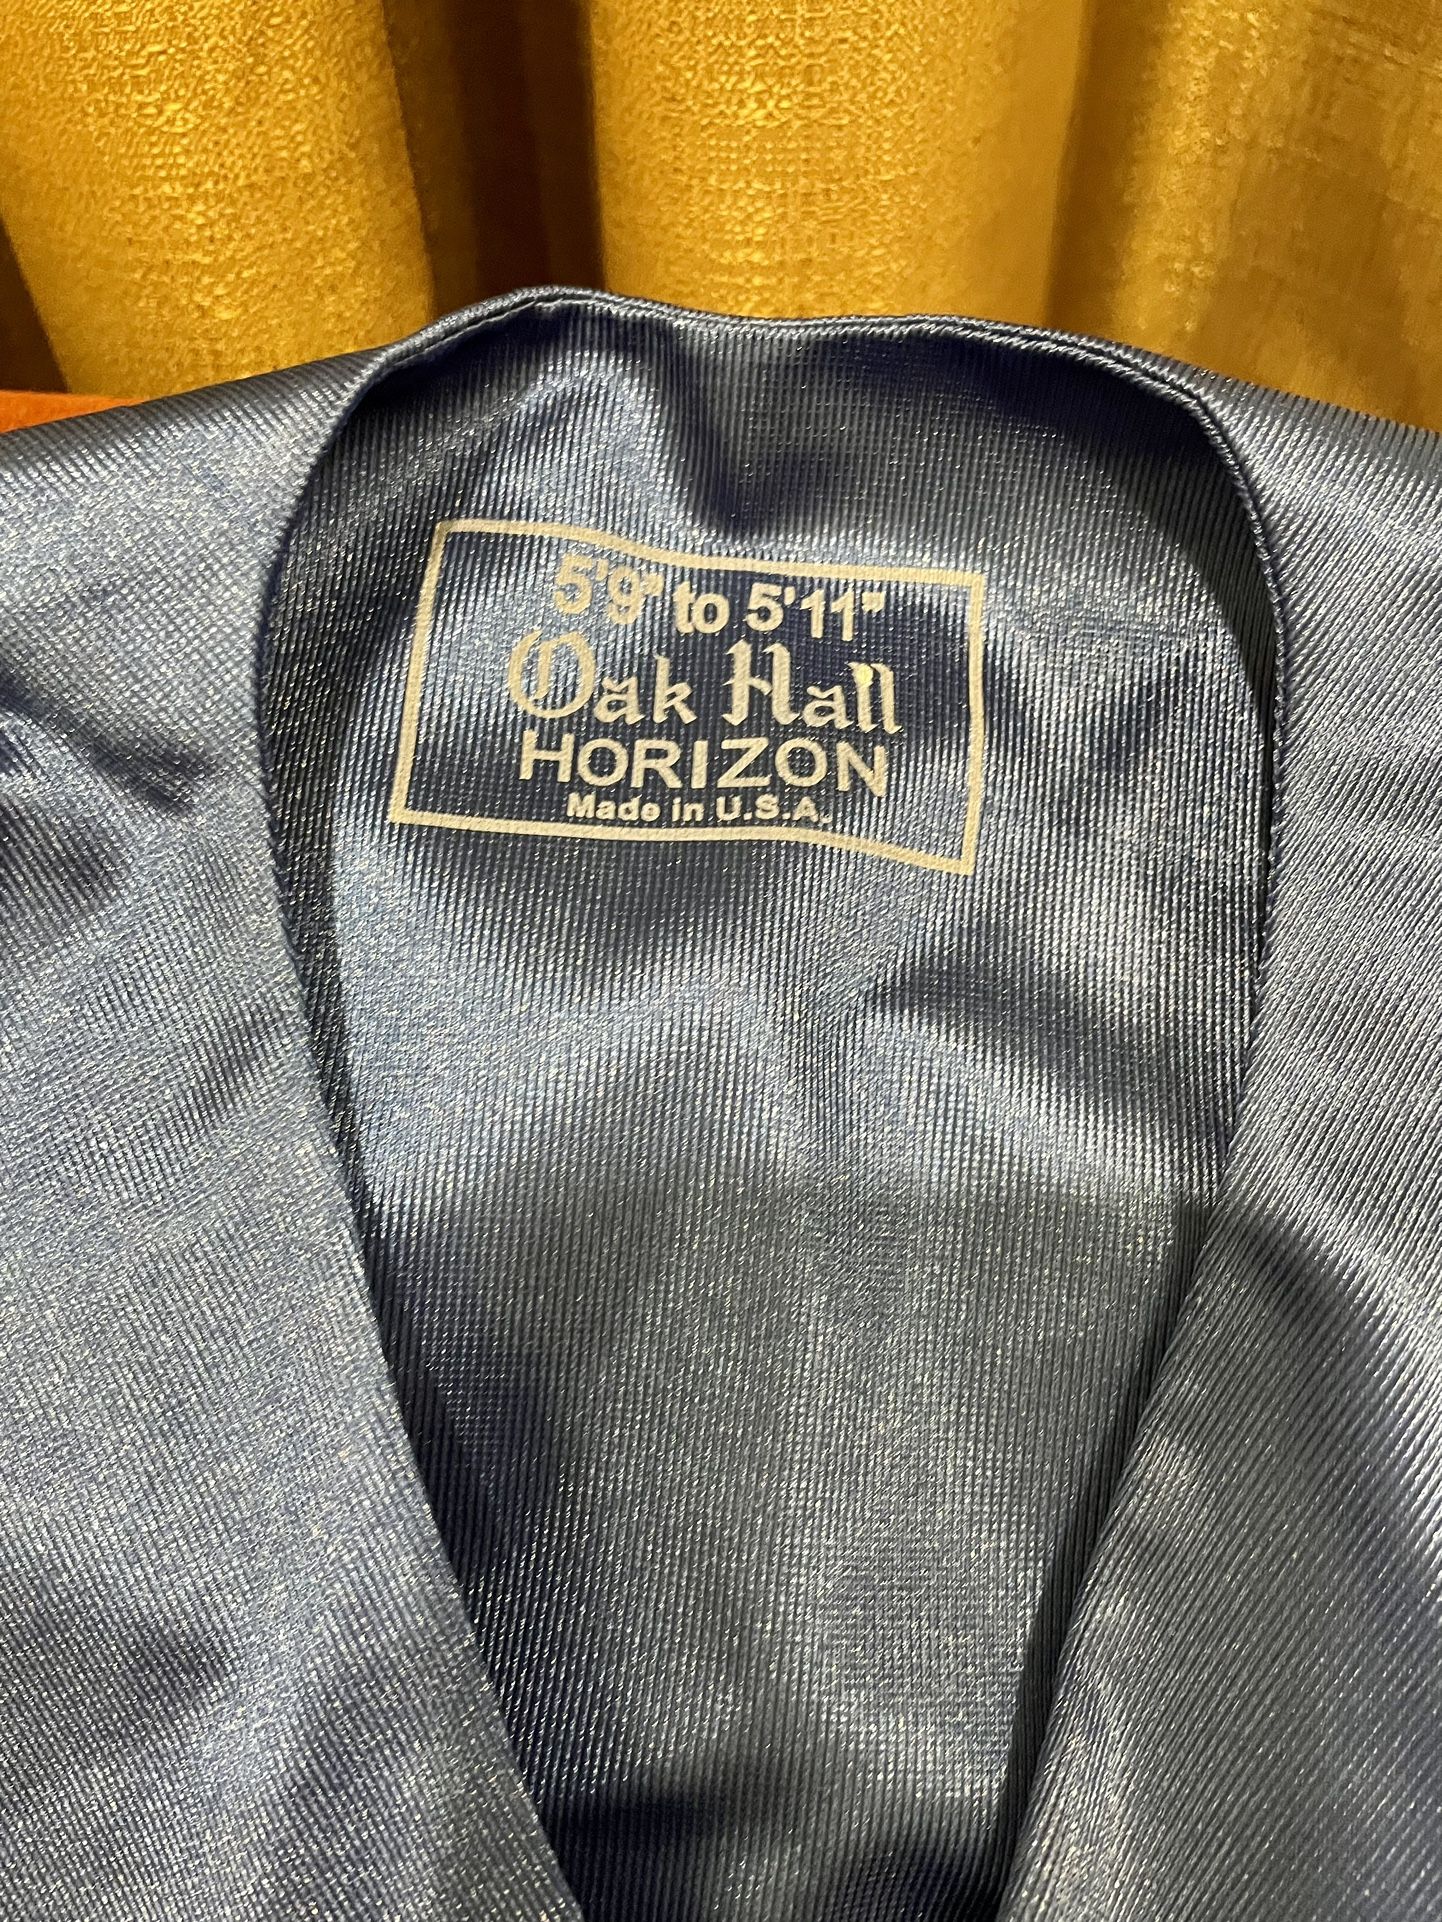 5'9" to 5'11"
Oak Hall
HORIZON
Made in U.S.A.